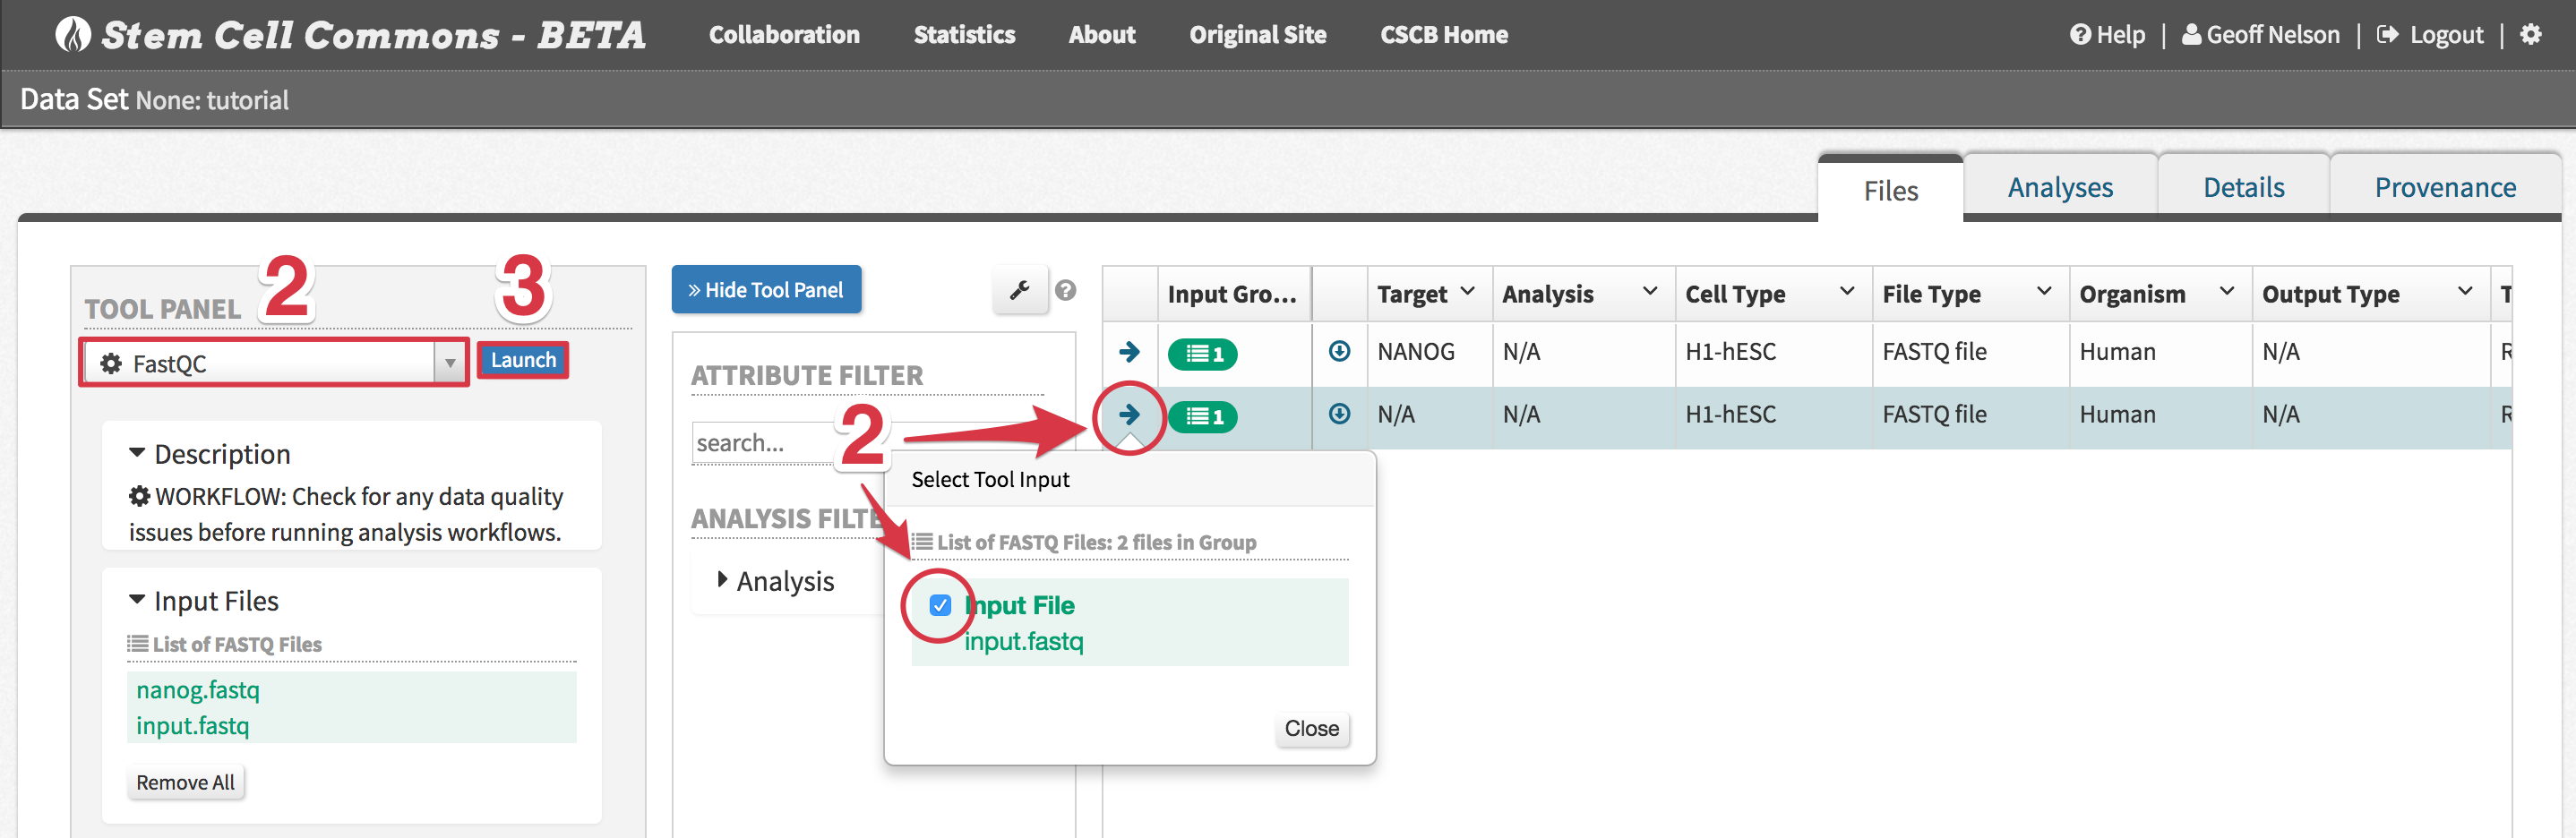 Stem Cell Commons - BETA
Collaboration Statistics About Original Site CSCB Home
Help | Geoff Nelson | Logout |
Data Set None: tutorial
Files Analyses Details Provenance
TOOL PANEL 2 3
FastQC Launch
Description
WORKFLOW: Check for any data quality
issues before running analysis workflows.
Input Files
List of FASTQ Files
nanog.fastq
input.fastq
Remove All
» Hide Tool Panel
ATTRIBUTE FILTER
search...
2
ANALYSIS FILTE
Analysis
Input Gro... Target Analysis Cell Type File Type Organism Output Type T
1 NANOG N/A H1-hESC FASTQ file Human N/A R
1 N/A N/A H1-hESC FASTQ file Human N/A R
Select Tool Input
List of FASTQ Files: 2 files in Group
Input File
input.fastq
Close